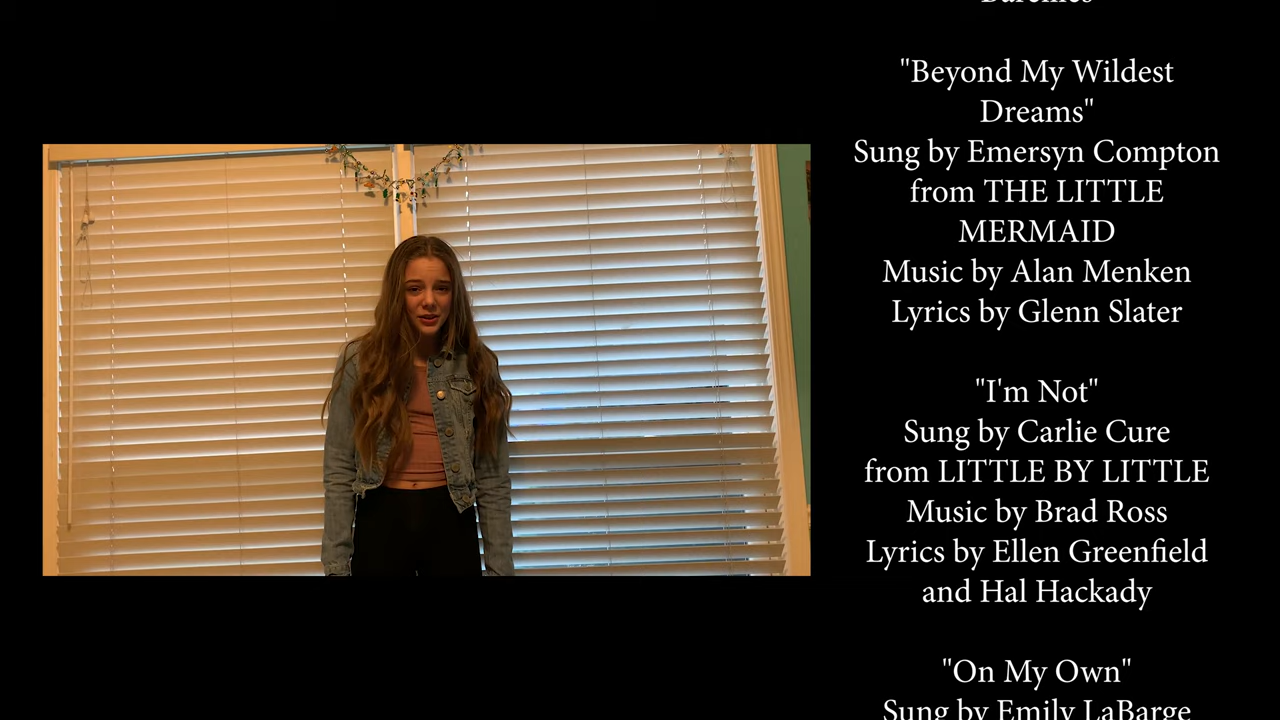 "Beyond My Wildest
Dreams"
Sung by Emersyn Compton
from THE LITTLE
MERMAID
Music by Alan Menken
Lyrics by Glenn Slater
"I'm Not"
Sung by Carlie Cure
from LITTLE BY LITTLE
Music by Brad Ross
Lyrics by Ellen Greenfield
and Hal Hackady
"On My Own"
Sung by Emily LaBarge